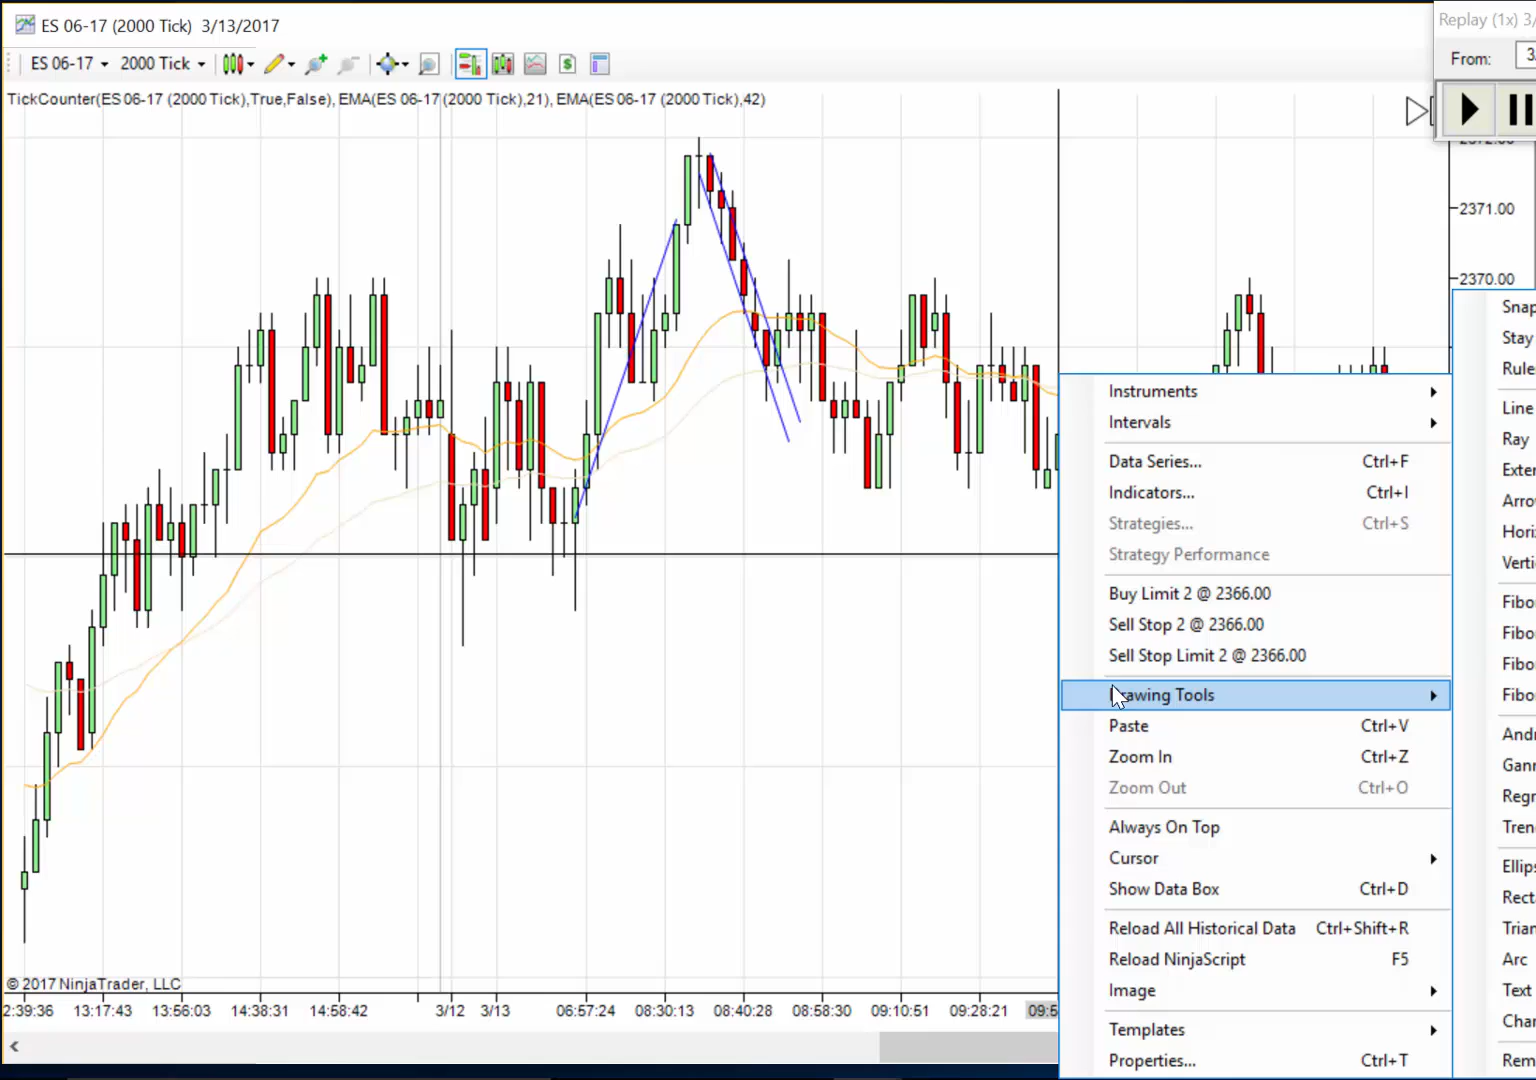 ES 06-17 (2000 Tick) 3/13/2017
Replay (1x) 3/
ES 06-17 2000 Tick
From: 3
TickCounter(ES 06-17 (2000 Tick),True,False), EMA(ES 06-17 (2000 Tick),21), EMA(ES 06-17 (2000 Tick),42)
2371.00
2370.00
Instruments
Intervals
Data Series... Ctrl+F
Indicators... Ctrl+I
Strategies... Ctrl+S
Strategy Performance
Buy Limit 2 @ 2366.00
Sell Stop 2 @ 2366.00
Sell Stop Limit 2 @ 2366.00
Drawing Tools
Paste Ctrl+V
Zoom In Ctrl+Z
Zoom Out Ctrl+O
Always On Top
Cursor
Show Data Box Ctrl+D
Reload All Historical Data Ctrl+Shift+R
Reload NinjaScript F5
Image
Templates
Properties... Ctrl+T
Snap
Stay
Rule
Line
Ray
Exter
Arro
Hori
Verti
Fibo
Fibo
Fibo
Fibo
Andr
Gann
Regr
Tren
Ellips
Rect
Trian
Arc
Text
Char
Rem
© 2017 NinjaTrader, LLC
2:39:36 13:17:43 13:56:03 14:38:31 14:58:42 3/12 3/13 06:57:24 08:30:13 08:40:28 08:58:30 09:10:51 09:28:21 09:5